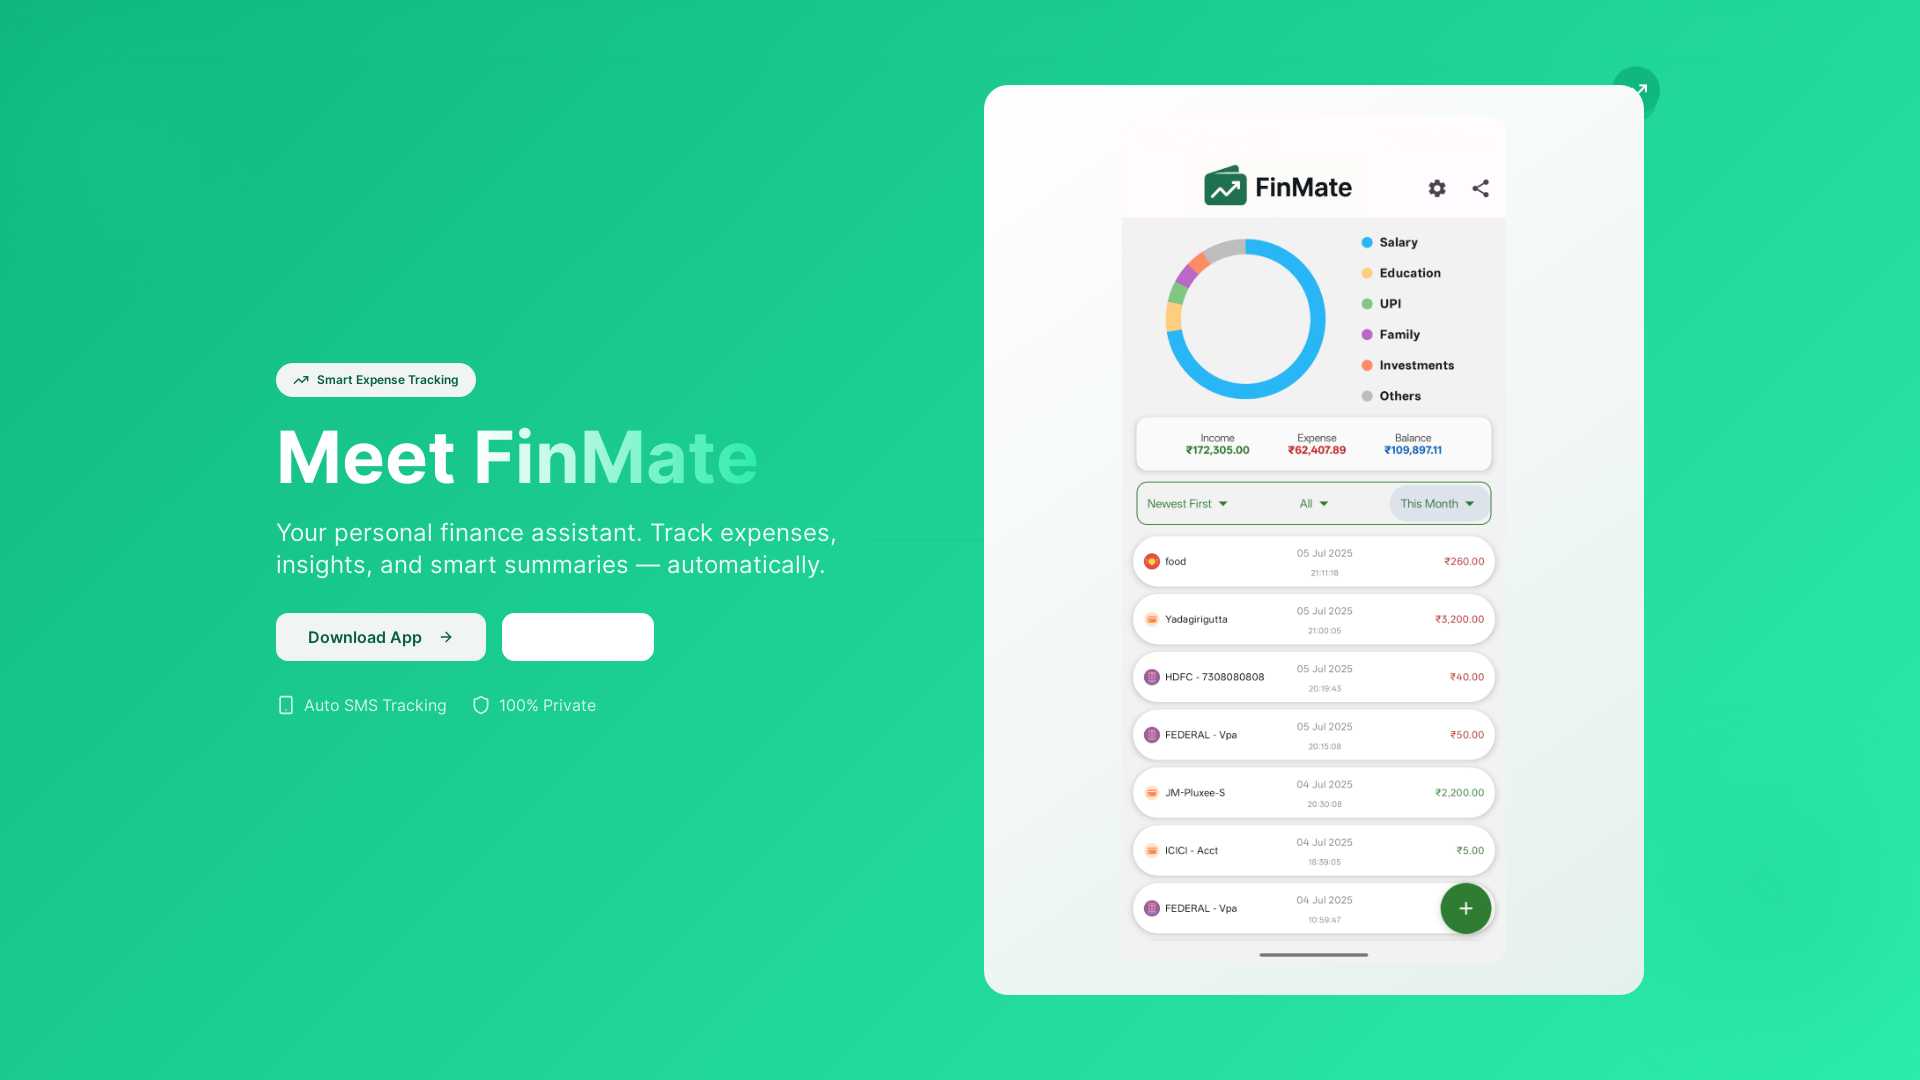 Smart Expense Tracking
Meet FinMate
Your personal finance assistant. Track expenses,
insights, and smart summaries — automatically.
Download App
Auto SMS Tracking
100% Private
FinMate
Salary
Education
UPI
Family
Investments
Others
Income
Expense
Balance
₹172,305.00
₹62,407.89
₹109,897.11
Newest First
All
This Month
food
05 Jul 2025
21:11:18
₹260.00
Yadagirigutta
05 Jul 2025
21:00:05
₹3,200.00
HDFC - 7308080808
05 Jul 2025
20:19:43
₹40.00
FEDERAL - Vpa
05 Jul 2025
20:15:08
₹50.00
JM-Pluxee-S
04 Jul 2025
20:30:08
₹2,200.00
ICICI - Acct
04 Jul 2025
18:39:05
₹5.00
FEDERAL - Vpa
04 Jul 2025
10:59:47